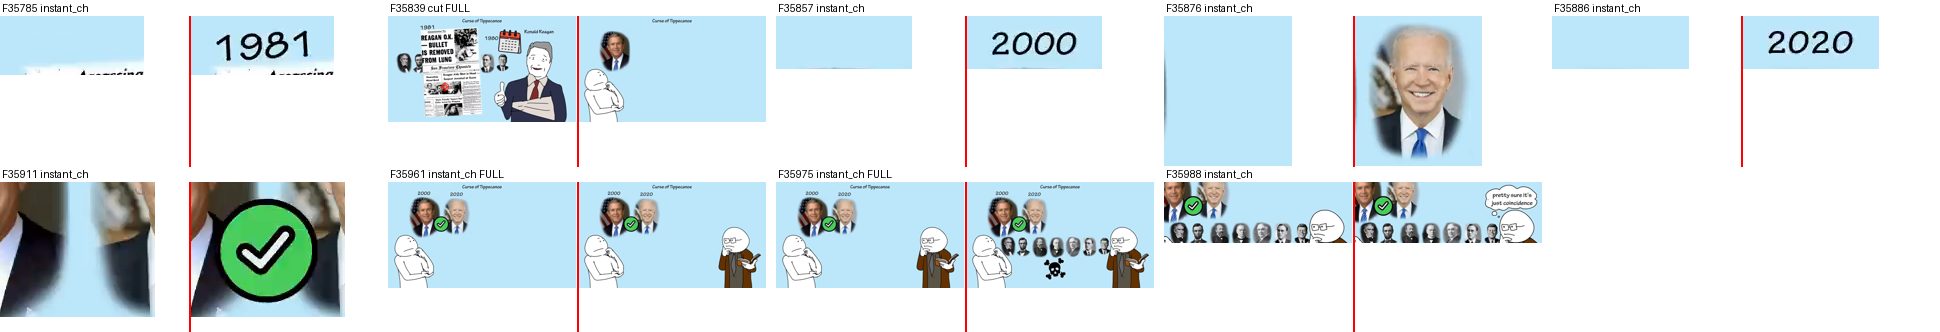 F35785 instant_ch
F35839 cut FULL
F35857 instant_ch
F35876 instant_ch
F35886 instant_ch
1981
Curse of Tippecanoe
1981
REAGAN O.K.
— BULLET
IS REMOVED
FROM LUNG
San Francisco Chronicle
1980
Ronald Reagan
Curse of Tippecanoe
2000
2020
F35911 instant_ch
F35961 instant_ch FULL
F35975 instant_ch FULL
F35988 instant_ch
Curse of Tippecanoe
2000
2020
Curse of Tippecanoe
2000
2020
Curse of Tippecanoe
2000
2020
Curse of Tippecanoe
2000
2020
pretty sure it's
just coincidence